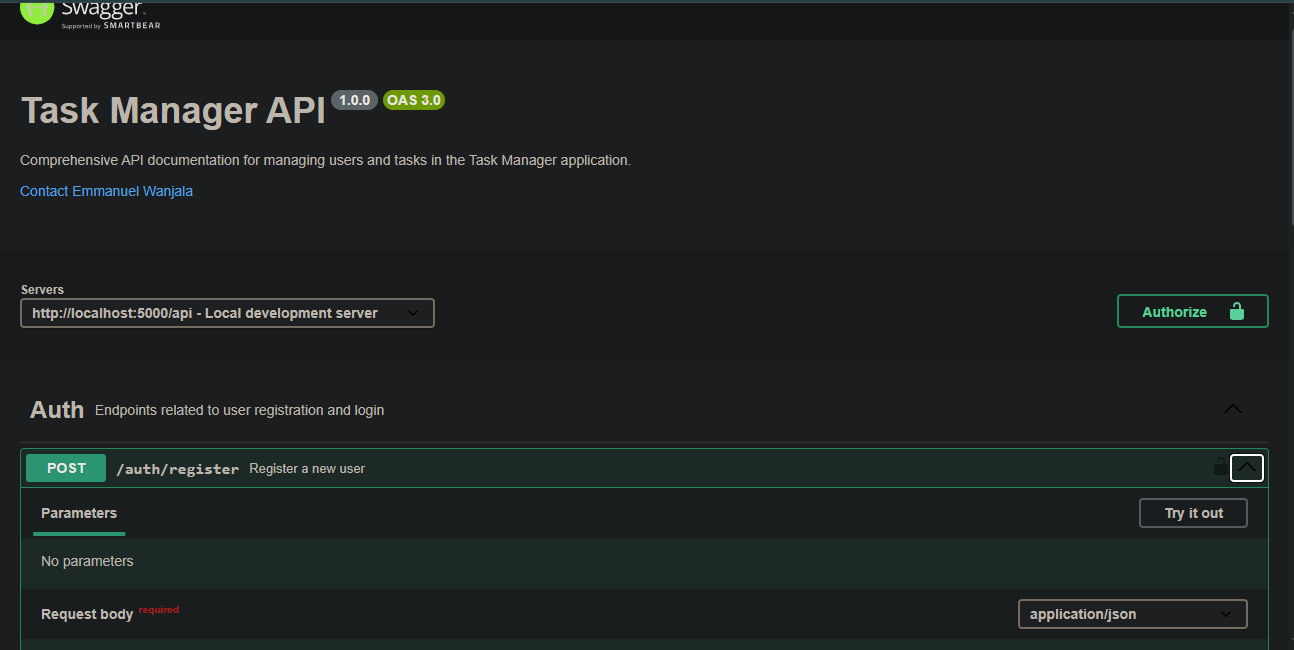 Swagger
Supported by SMARTBEAR
Task Manager API 1.0.0 OAS 3.0
Comprehensive API documentation for managing users and tasks in the Task Manager application.
Contact Emmanuel Wanjala
Servers
http://localhost:5000/api - Local development server
Authorize
Auth Endpoints related to user registration and login
POST /auth/register Register a new user
Parameters
Try it out
No parameters
Request body required
application/json